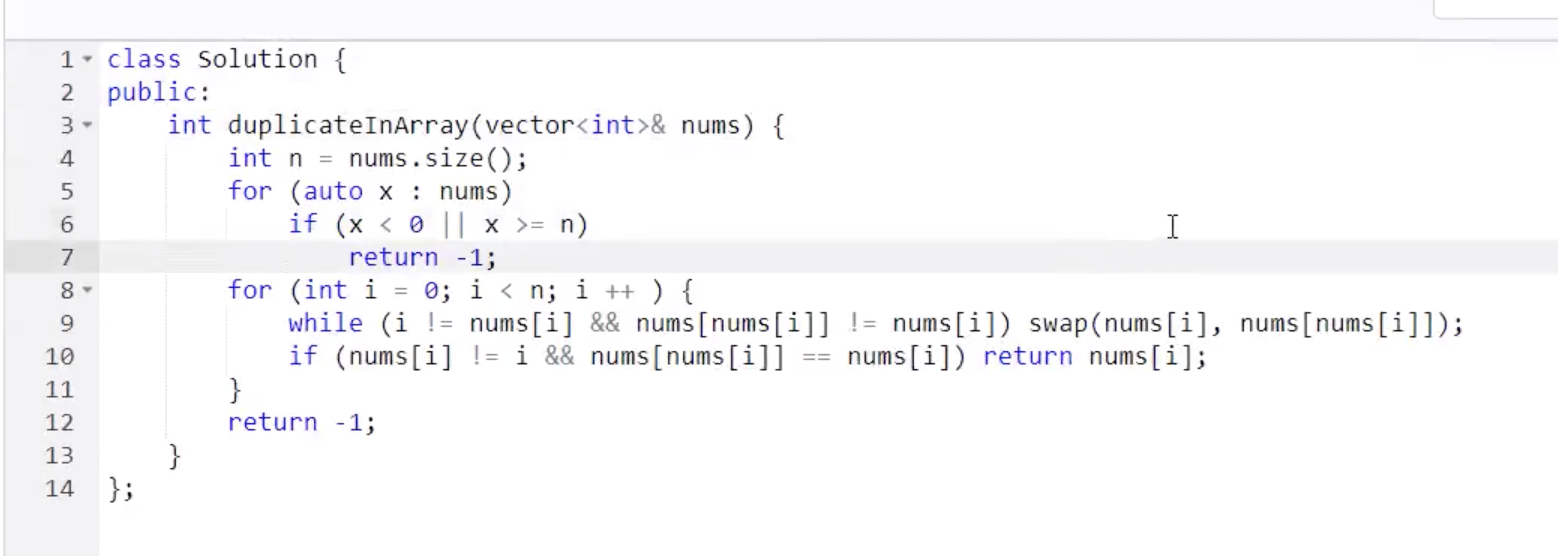 1 class Solution {
2 public:
3     int duplicateInArray(vector<int>& nums) {
4         int n = nums.size();
5         for (auto x : nums)
6             if (x < 0 || x >= n)
7                 return -1;
8         for (int i = 0; i < n; i ++ ) {
9             while (i != nums[i] && nums[nums[i]] != nums[i]) swap(nums[i], nums[nums[i]]);
10             if (nums[i] != i && nums[nums[i]] == nums[i]) return nums[i];
11         }
12         return -1;
13     }
14 };